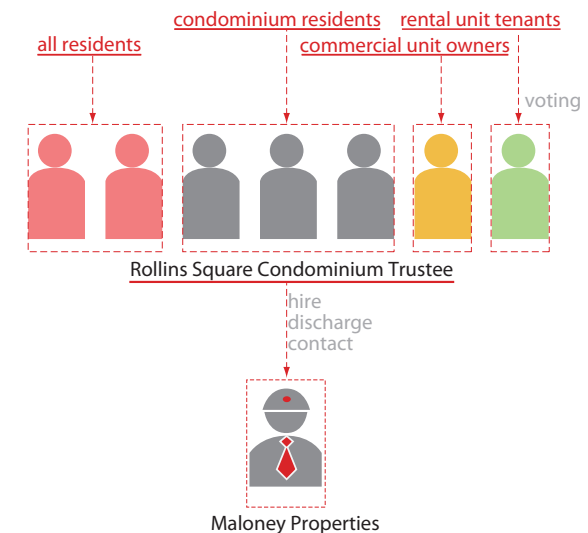 condominium residents
rental unit tenants
all residents
commercial unit owners
voting
Rollins Square Condominium Trustee
hire
discharge
contact
Maloney Properties